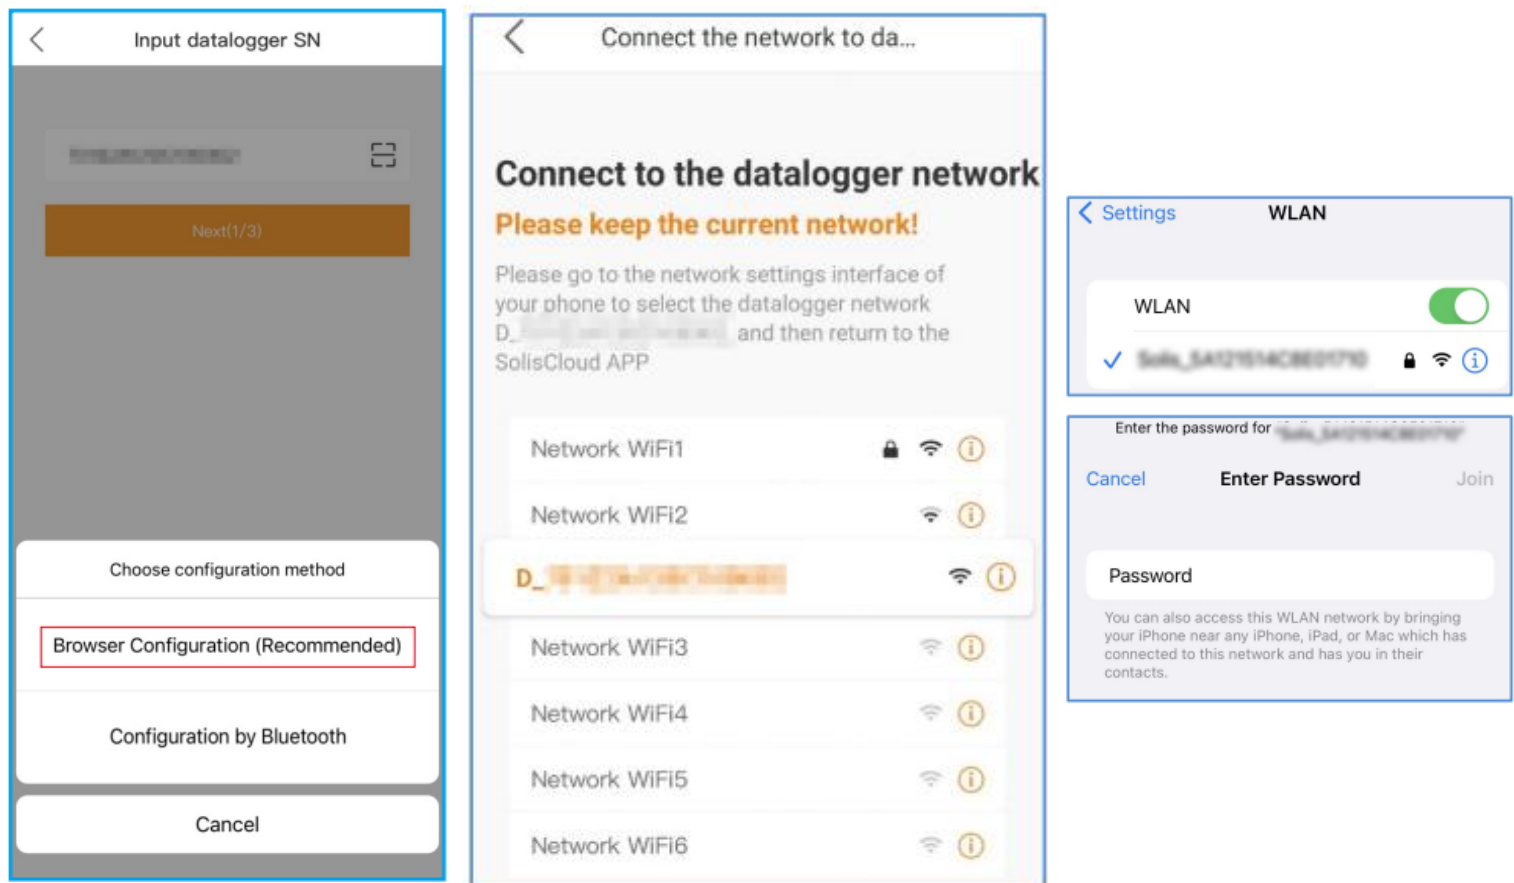 Input datalogger SN
Next(1/3)
Choose configuration method
Browser Configuration (Recommended)
Configuration by Bluetooth
Cancel
Connect the network to da...
Connect to the datalogger network
Please keep the current network!
Please go to the network settings interface of
your phone to select the datalogger network
D_ and then return to the
SolisCloud APP
Network WiFi1
Network WiFi2
D_
Network WiFi3
Network WiFi4
Network WiFi5
Network WiFi6
Settings
WLAN
WLAN
Enter the password for
Cancel
Enter Password
Join
Password
You can also access this WLAN network by bringing
your iPhone near any iPhone, iPad, or Mac which has
connected to this network and has you in their
contacts.